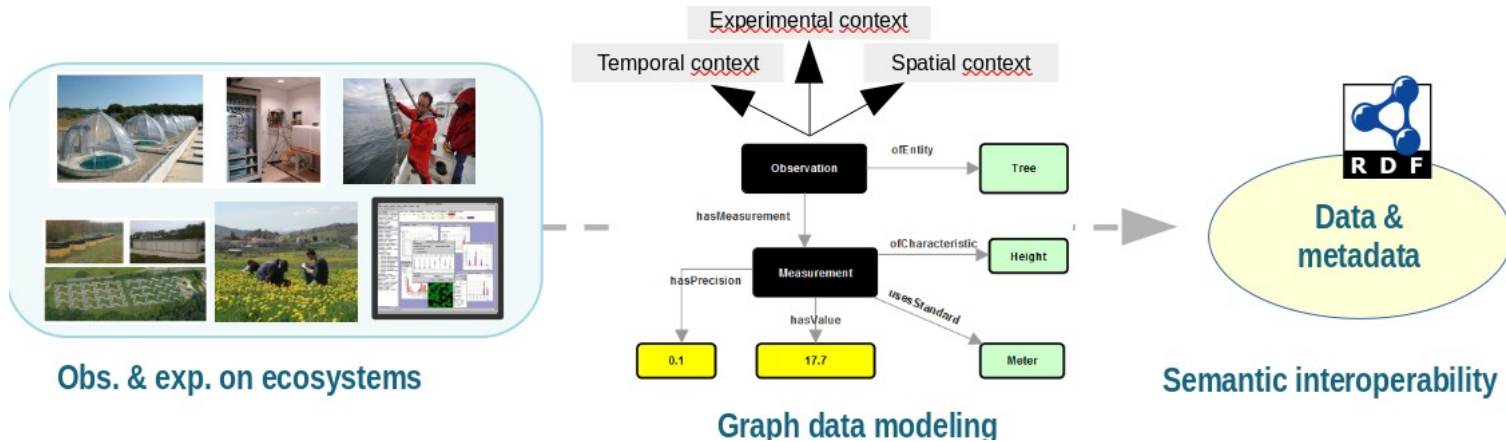 Experimental context
Temporal context
Spatial context
Observation
ofEntity
Tree
hasMeasurement
ofCharacteristic
Height
Measurement
hasPrecision
hasValue
usesStandard
0.1
17.7
Meter
Obs. & exp. on ecosystems
Graph data modeling
RDF
Data &
metadata
Semantic interoperability